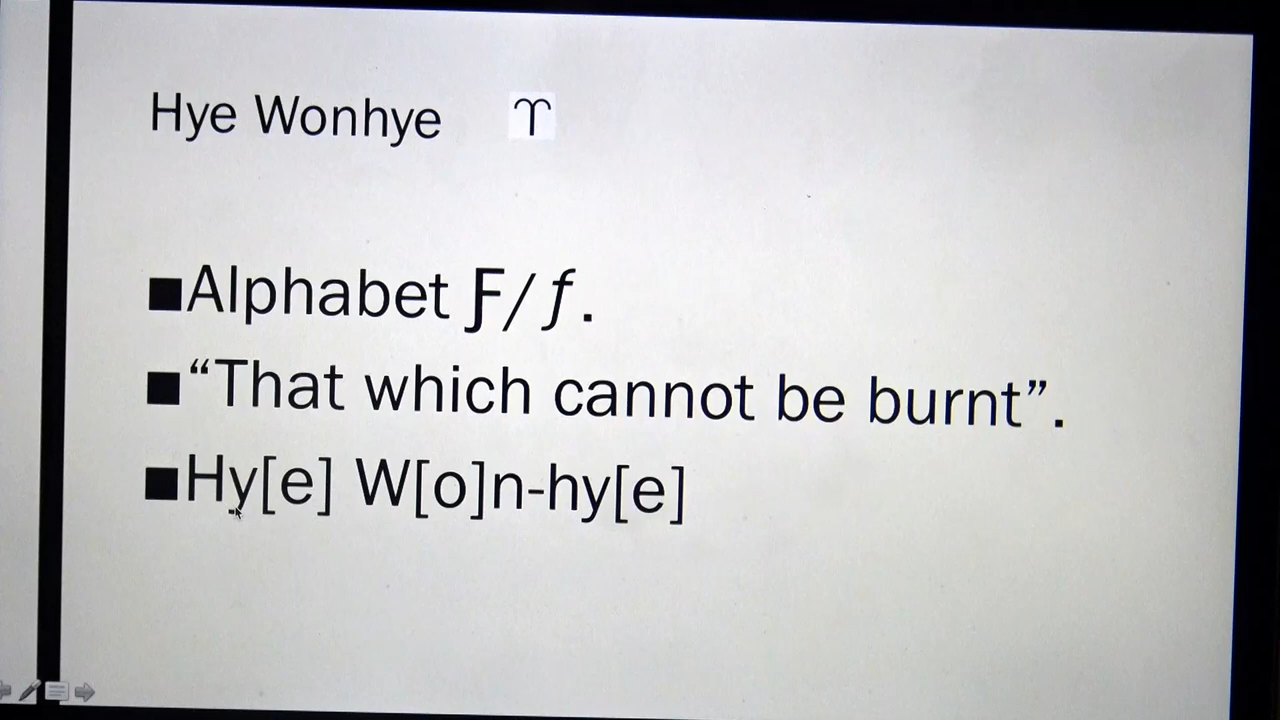 Hye Wonhye ♈︎
■Alphabet Ƒ/ƒ.
■“That which cannot be burnt”.
■Hy[e] W[o]n-hy[e]